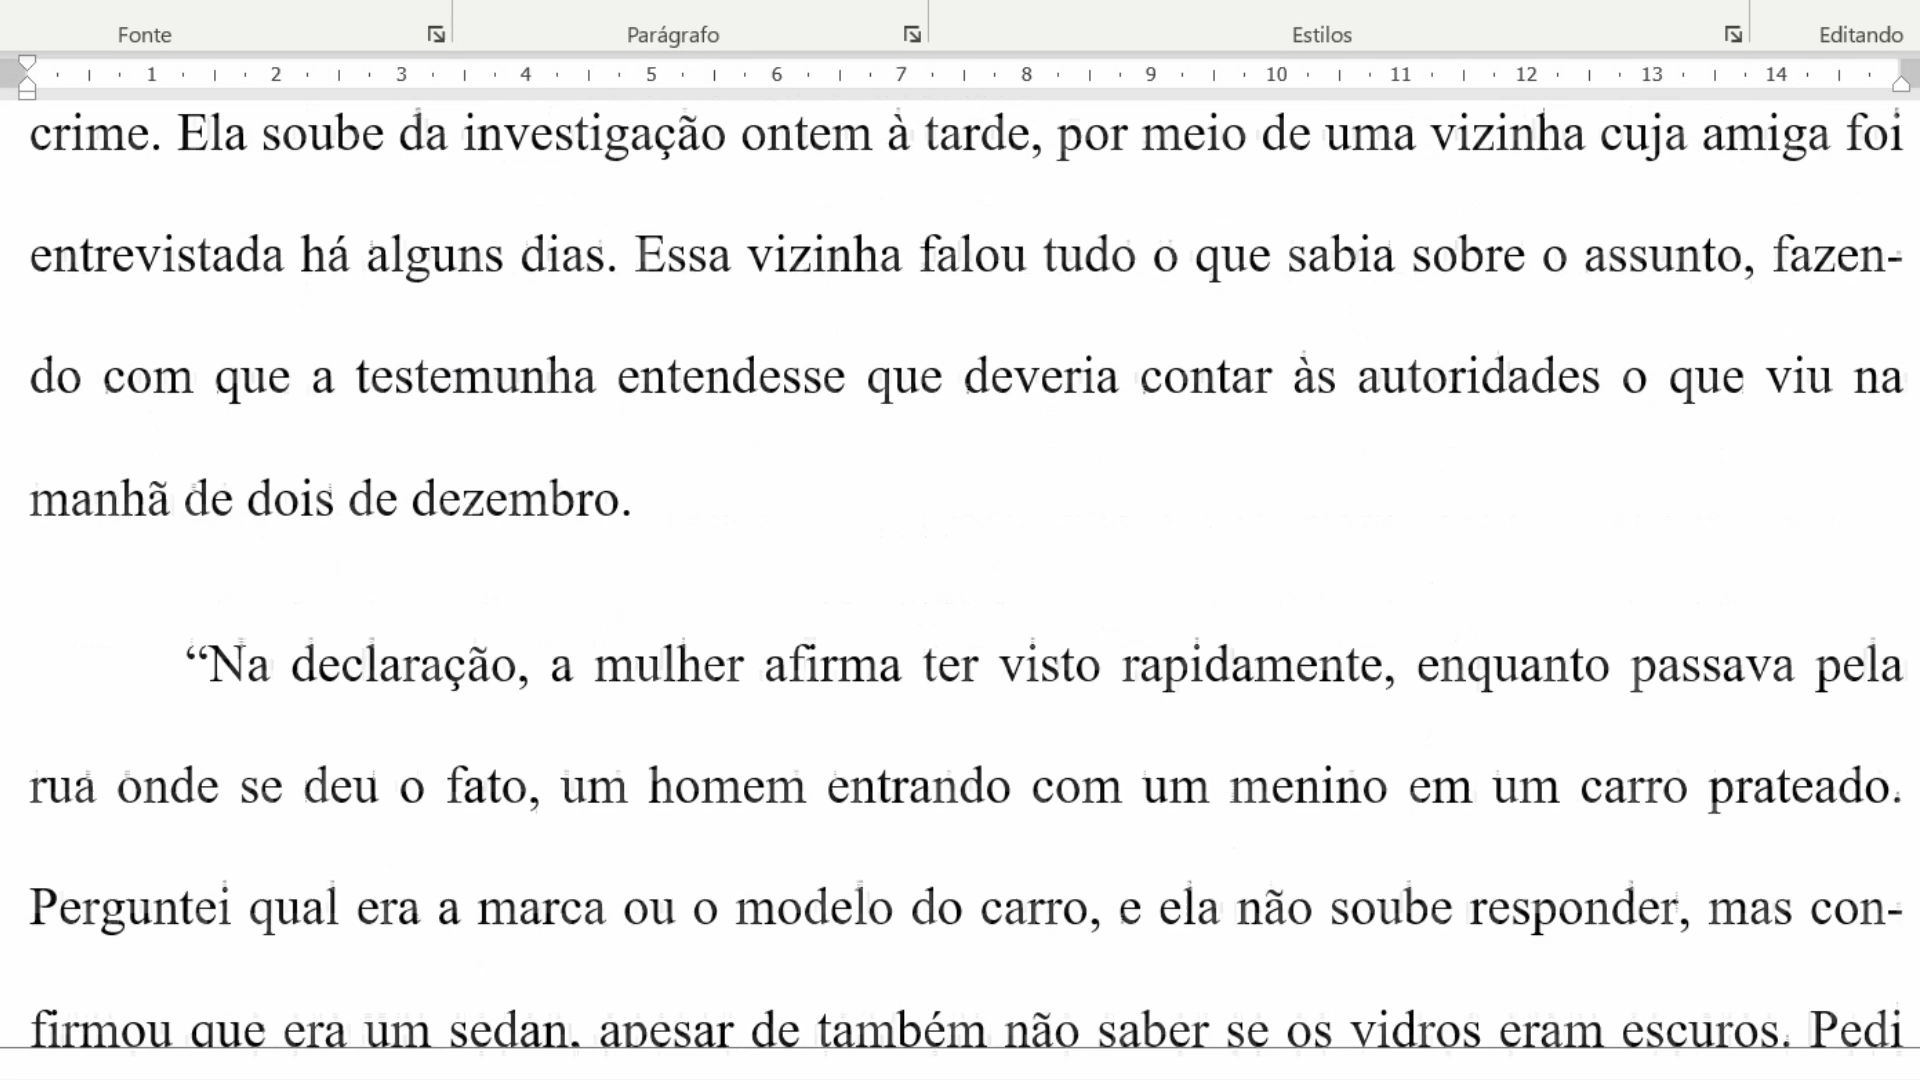 Fonte Parágrafo Estilos Editando
1 2 3 4 5 6 7 8 9 10 11 12 13 14
crime. Ela soube da investigação ontem à tarde, por meio de uma vizinha cuja amiga foi
entrevistada há alguns dias. Essa vizinha falou tudo o que sabia sobre o assunto, fazen-
do com que a testemunha entendesse que deveria contar às autoridades o que viu na
manhã de dois de dezembro.
“Na declaração, a mulher afirma ter visto rapidamente, enquanto passava pela
rua onde se deu o fato, um homem entrando com um menino em um carro prateado.
Perguntei qual era a marca ou o modelo do carro, e ela não soube responder, mas con-
firmou que era um sedan, apesar de também não saber se os vidros eram escuros. Pedi